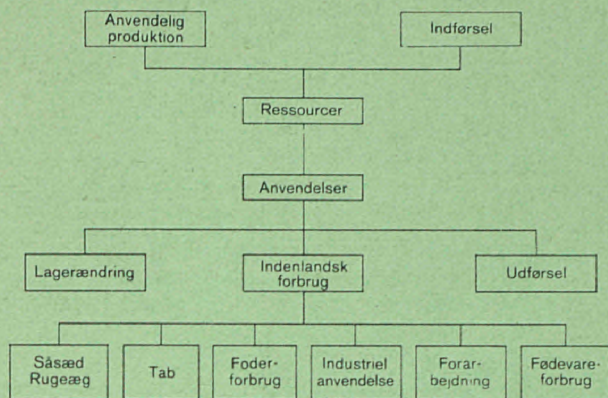 Anvendelig
produktion
Indførsel
Ressourcer
Anvendelser
Lagerændring
Indenlandsk
forbrug
Udførsel
Såsæd
Rugeæg
Tab
Foder-
forbrug
Industriel
anvendelse
Forar-
bejdning
Fødevare-
forbrug